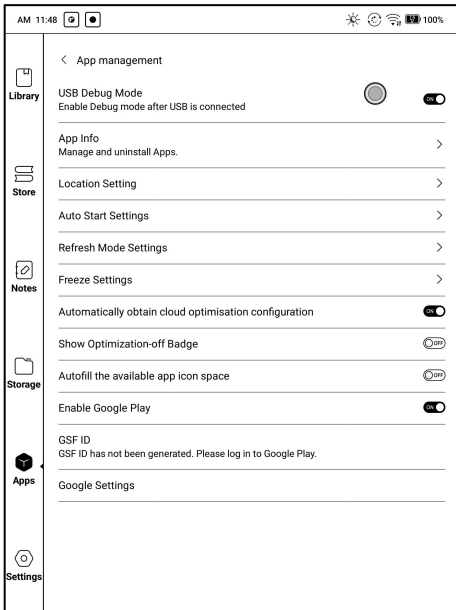 AM 11:48
100%
App management
USB Debug Mode
Enable Debug mode after USB is connected
ON
App Info
Manage and uninstall Apps.
Location Setting
Auto Start Settings
Refresh Mode Settings
Freeze Settings
Automatically obtain cloud optimisation configuration
ON
Show Optimization-off Badge
OFF
Autofill the available app icon space
OFF
Enable Google Play
ON
GSF ID
GSF ID has not been generated. Please log in to Google Play.
Google Settings
Library
Store
Notes
Storage
Apps
Settings